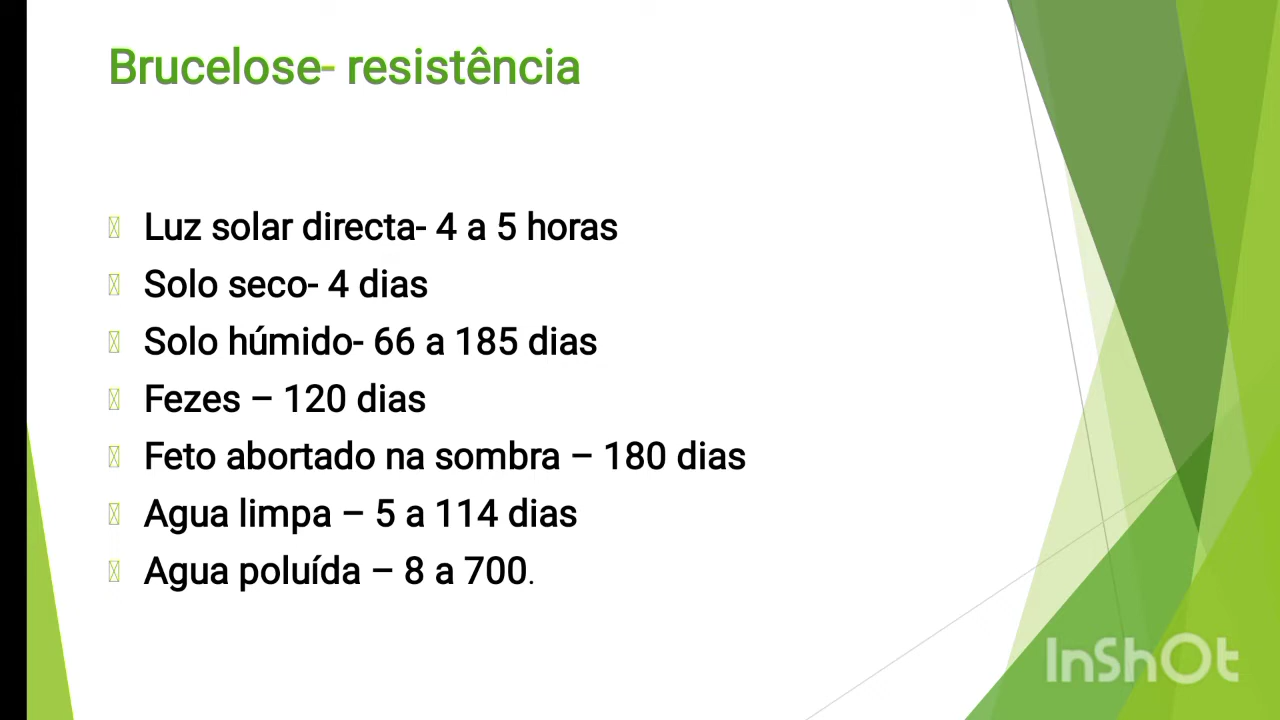 Brucelose- resistência
Luz solar directa- 4 a 5 horas
Solo seco- 4 dias
Solo húmido- 66 a 185 dias
Fezes – 120 dias
Feto abortado na sombra – 180 dias
Agua limpa – 5 a 114 dias
Agua poluída – 8 a 700.
InShOt